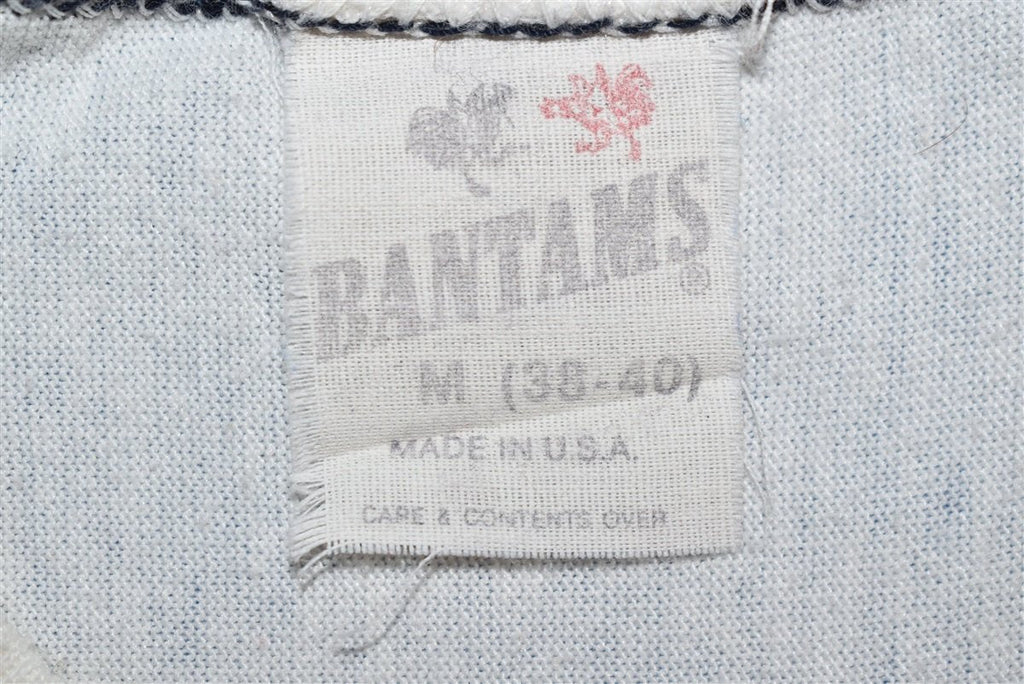 BANTAMS®
M (38-40)
MADE IN U.S.A.
CARE & CONTENTS OVER